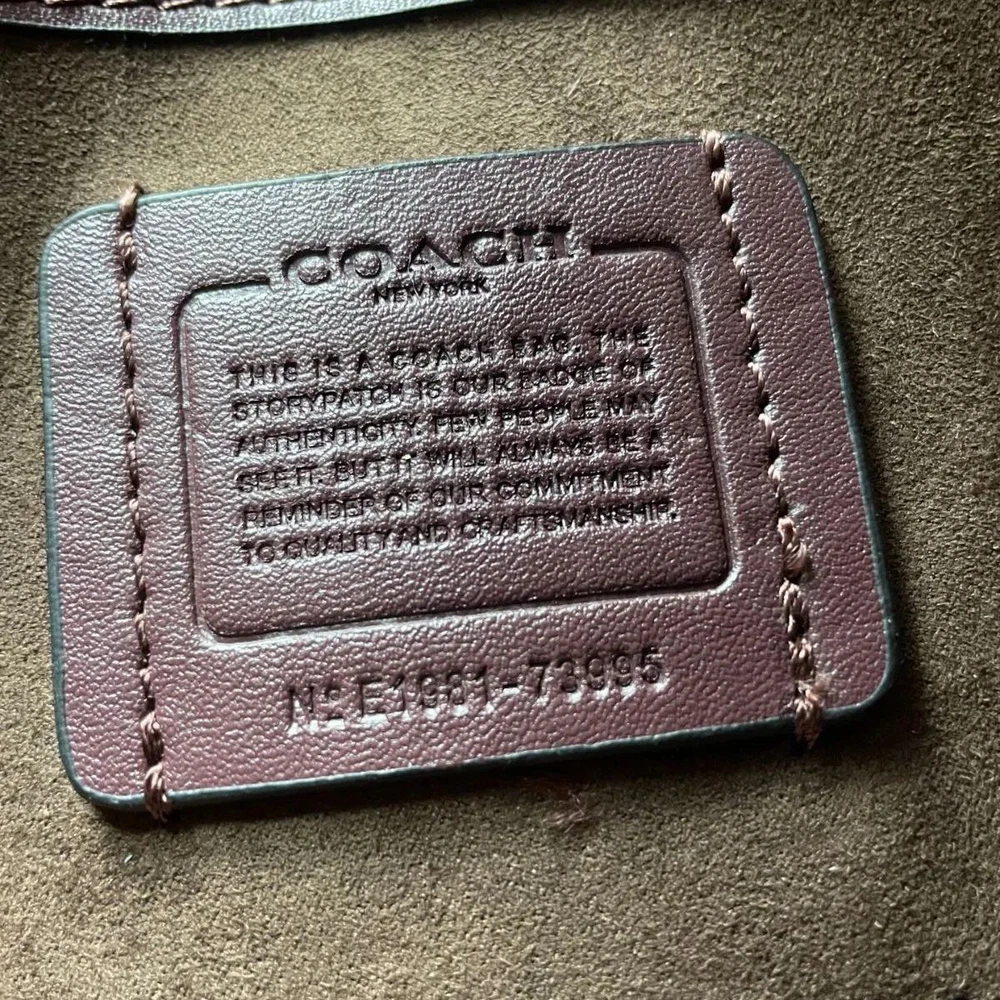 COACH
NEW YORK
THIS IS A COACH BAG. THE
STORYPATCH IS OUR BADGE OF
AUTHENTICITY. FEW PEOPLE MAY
SEE IT. BUT IT WILL ALWAYS BE A
REMINDER OF OUR COMMITMENT
TO QUALITY AND CRAFTSMANSHIP.
Nº E1981-73995